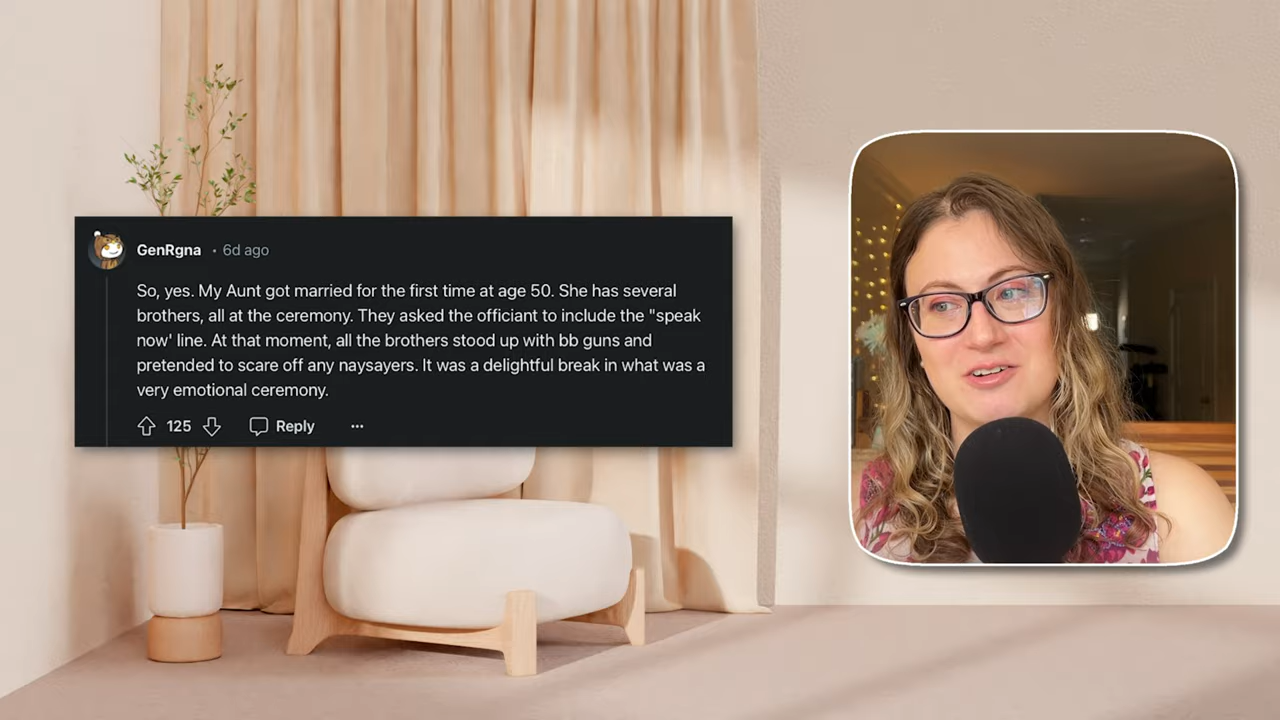 GenRgna · 6d ago
So, yes. My Aunt got married for the first time at age 50. She has several
brothers, all at the ceremony. They asked the officiant to include the "speak
now' line. At that moment, all the brothers stood up with bb guns and
pretended to scare off any naysayers. It was a delightful break in what was a
very emotional ceremony.
125 Reply ···